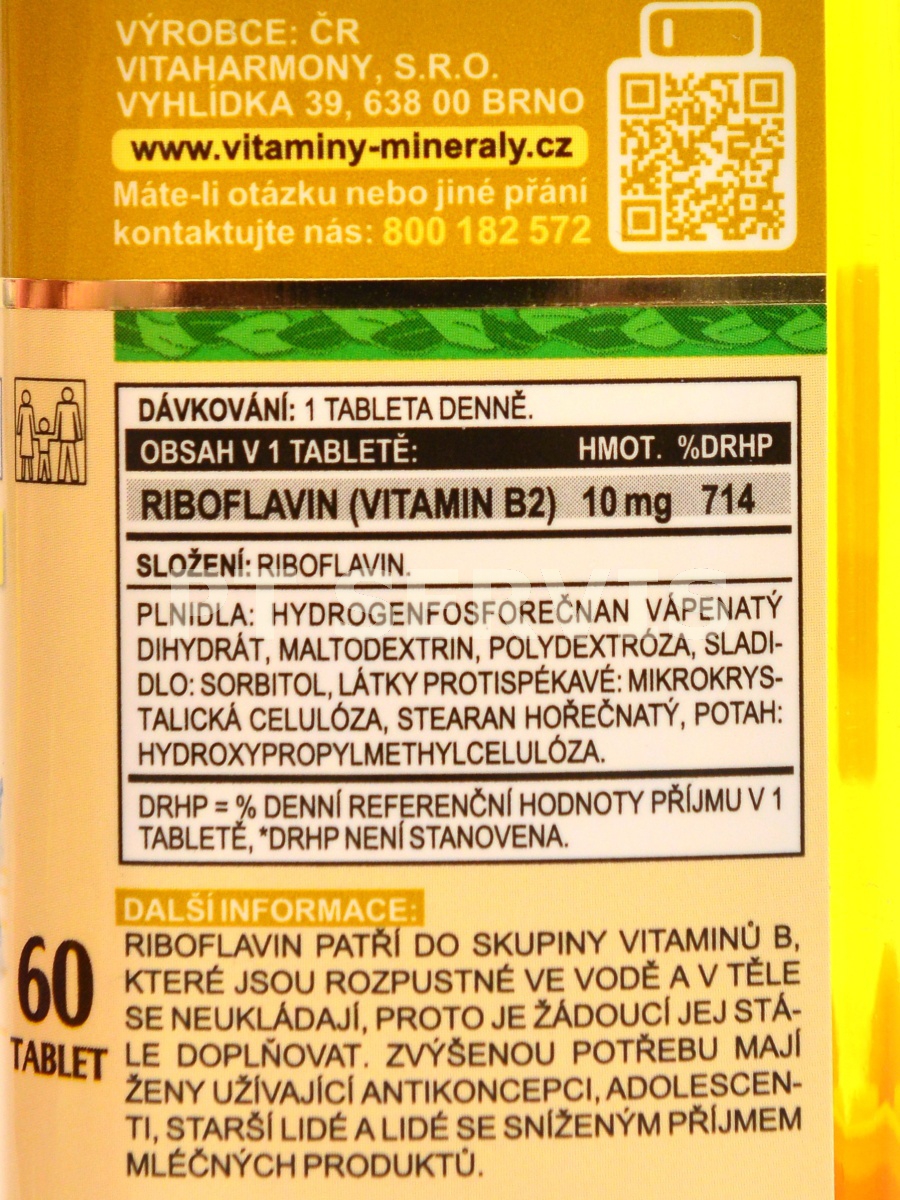 VÝROBCE: ČR
VITAHARMONY, S.R.O.
VYHLÍDKA 39, 638 00 BRNO
www.vitaminy-mineraly.cz
Máte-li otázku nebo jiné přání
kontaktujte nás: 800 182 572
DÁVKOVÁNÍ: 1 TABLETA DENNĚ.
OBSAH V 1 TABLETĚ: HMOT. %DRHP
RIBOFLAVIN (VITAMIN B2) 10 mg 714
SLOŽENÍ: RIBOFLAVIN.
PLNIDLA: HYDROGENFOSFOREČNAN VÁPENATÝ
DIHYDRÁT, MALTODEXTRIN, POLYDEXTRÓZA, SLADI-
DLO: SORBITOL, LÁTKY PROTISPÉKAVÉ: MIKROKRYS-
TALICKÁ CELULÓZA, STEARAN HOŘEČNATÝ, POTAH:
HYDROXYPROPYLMETHYLCELULÓZA.
DRHP = % DENNÍ REFERENČNÍ HODNOTY PŘÍJMU V 1
TABLETĚ, *DRHP NENÍ STANOVENA.
DALŠÍ INFORMACE:
RIBOFLAVIN PATŘÍ DO SKUPINY VITAMINŮ B,
KTERÉ JSOU ROZPUSTNÉ VE VODĚ A V TĚLE
SE NEUKLÁDAJÍ, PROTO JE ŽÁDOUCÍ JEJ STÁ-
LE DOPLŇOVAT. ZVÝŠENOU POTŘEBU MAJÍ
ŽENY UŽÍVAJÍCÍ ANTIKONCEPCI, ADOLESCEN-
TI, STARŠÍ LIDÉ A LIDÉ SE SNÍŽENÝM PŘÍJMEM
MLÉČNÝCH PRODUKTŮ.
60
TABLET